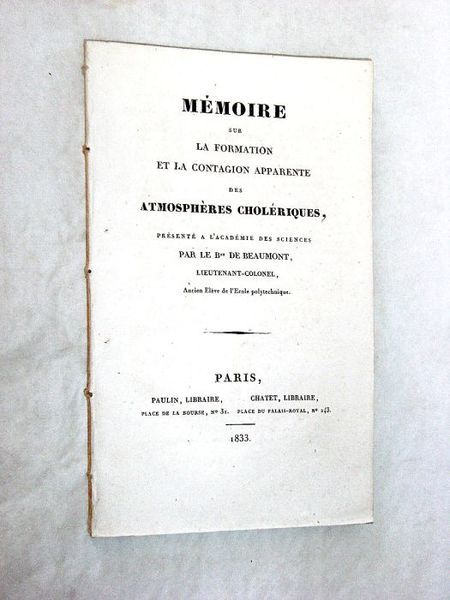 MÉMOIRE
SUR
LA FORMATION
ET LA CONTAGION APPARENTE
DES
ATMOSPHÈRES CHOLÉRIQUES,
PRÉSENTÉ A L'ACADÉMIE DES SCIENCES
PAR LE Bon DE BEAUMONT,
LIEUTENANT-COLONEL,
Ancien Elève de l'Ecole polytechnique.
PARIS,
PAULIN, LIBRAIRE, CHATET, LIBRAIRE,
PLACE DE LA BOURSE, No 31. PLACE DU PALAIS-ROYAL, No 243.
1833.